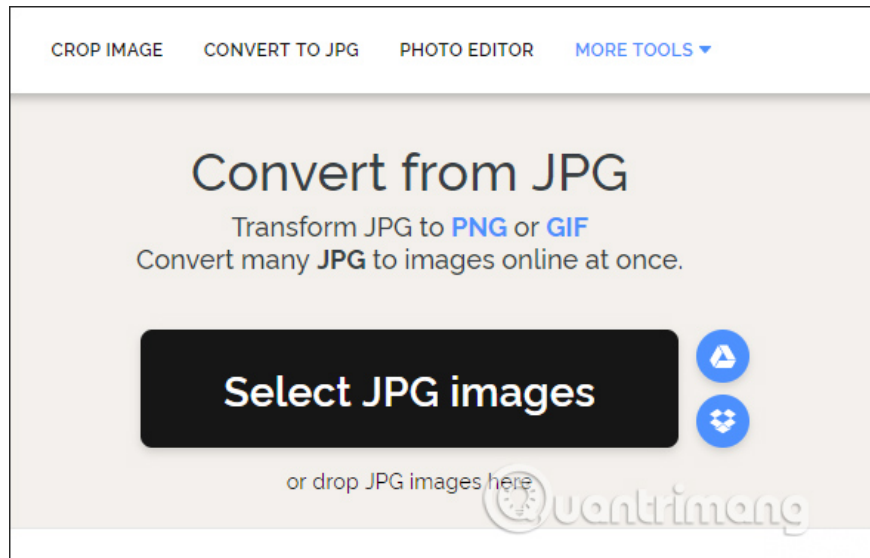 CROP IMAGE CONVERT TO JPG PHOTO EDITOR MORE TOOLS
Convert from JPG
Transform JPG to PNG or GIF
Convert many JPG to images online at once.
Select JPG images
or drop JPG images here
Quantrimang